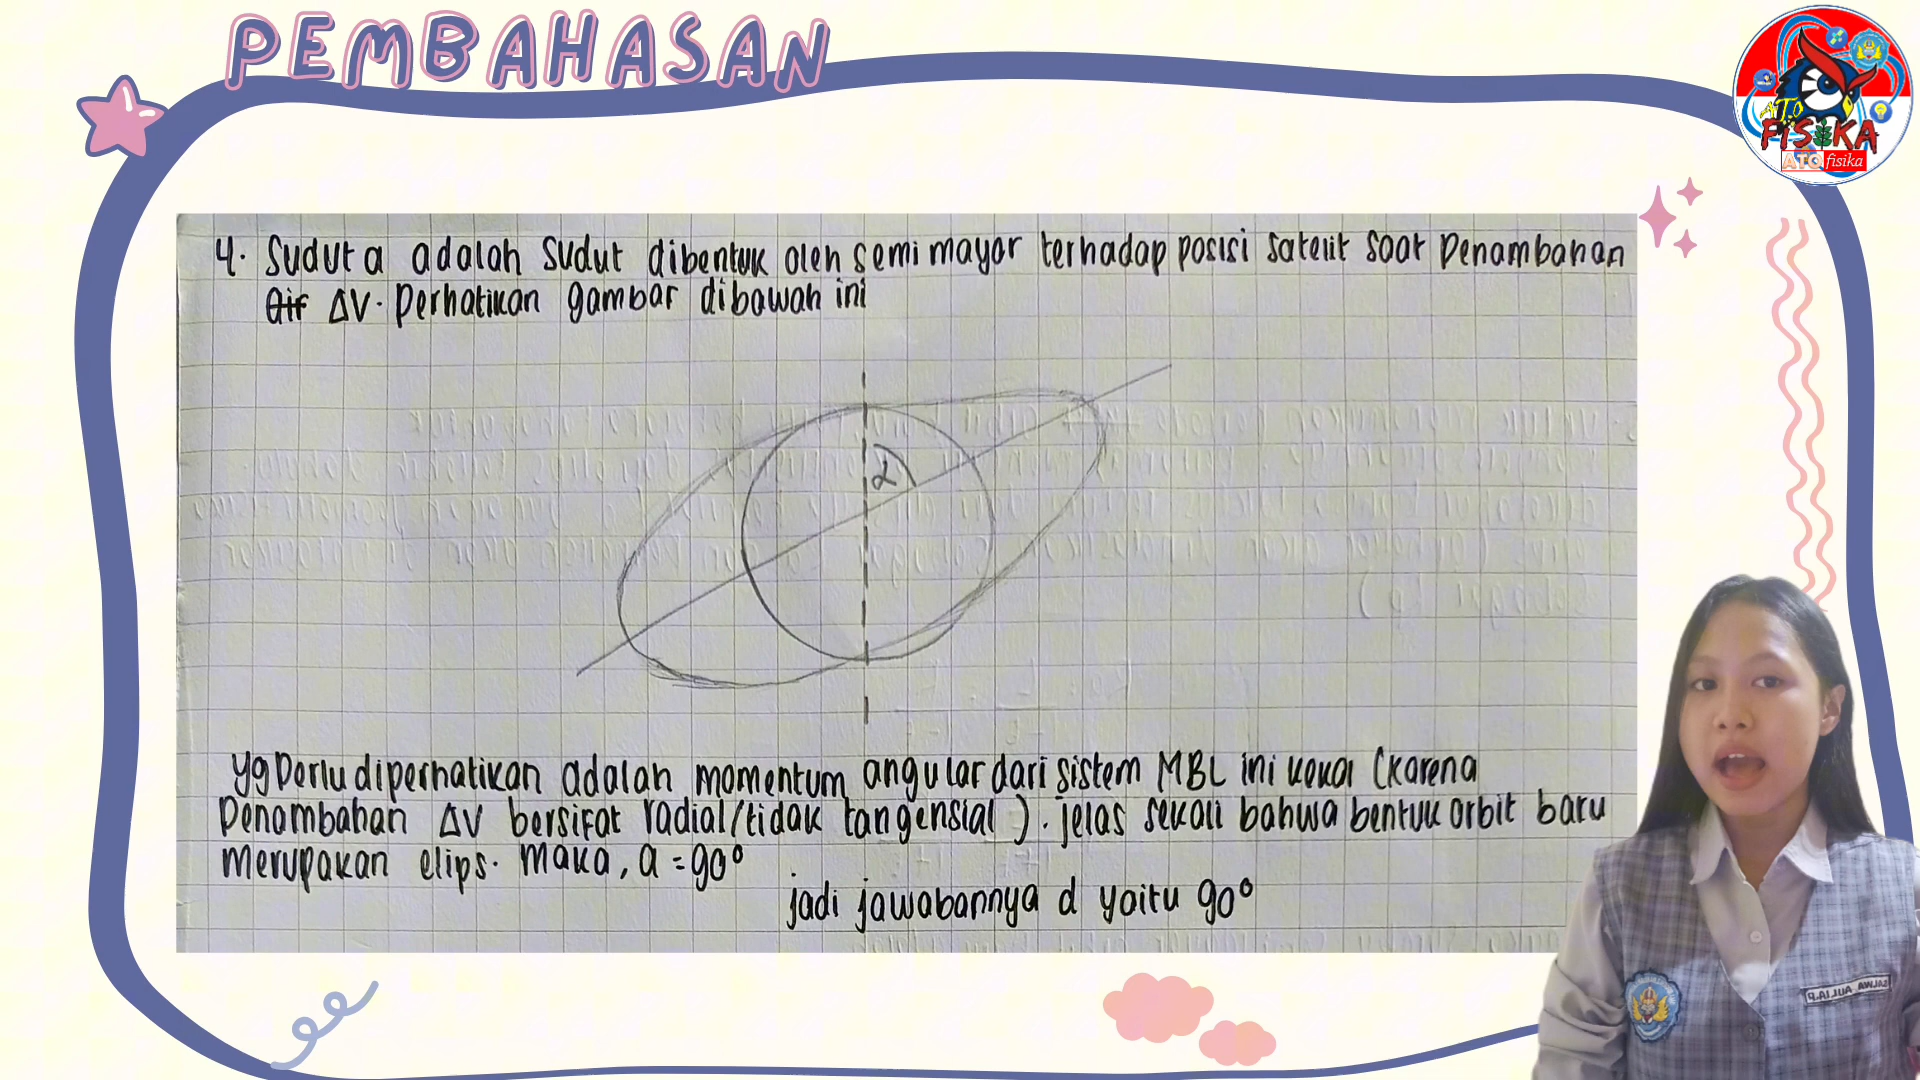 PEMBAHASAN
ATO
FISIKA
ATO fisika
4. Sudut a adalah sudut dibentuk oleh semi mayor terhadap posisi satelit saat Penambahan
ΔV. Perhatikan gambar dibawah ini
α
yg Perlu diperhatikan adalah momentum angular dari sistem MBL ini kekal (karena
Penambahan ΔV bersifat radial/tidak tangensial). jelas sekali bahwa bentuk orbit baru
merupakan elips. maka, a = 90°
jadi jawabannya d yaitu 90°